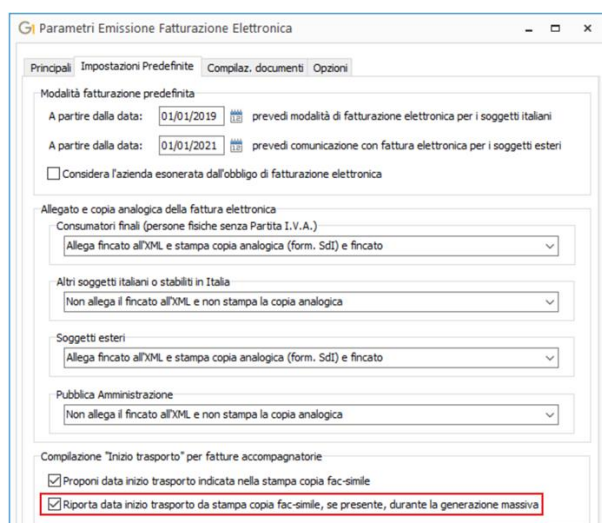 Parametri Emissione Fatturazione Elettronica
Principali Impostazioni Predefinite Compilaz. documenti Opzioni
Modalità fatturazione predefinita
A partire dalla data: 01/01/2019 prevedi modalità di fatturazione elettronica per i soggetti italiani
A partire dalla data: 01/01/2021 prevedi comunicazione con fattura elettronica per i soggetti esteri
Considera l'azienda esonerata dall'obbligo di fatturazione elettronica
Allegato e copia analogica della fattura elettronica
Consumatori finali (persone fisiche senza Partita I.V.A.)
Allega fincato all'XML e stampa copia analogica (form. SdI) e fincato
Altri soggetti italiani o stabiliti in Italia
Non allega il fincato all'XML e non stampa la copia analogica
Soggetti esteri
Allega fincato all'XML e stampa copia analogica (form. SdI) e fincato
Pubblica Amministrazione
Non allega il fincato all'XML e non stampa la copia analogica
Compilazione "Inizio trasporto" per fatture accompagnatorie
Proponi data inizio trasporto indicata nella stampa copia fac-simile
Riporta data inizio trasporto da stampa copia fac-simile, se presente, durante la generazione massiva